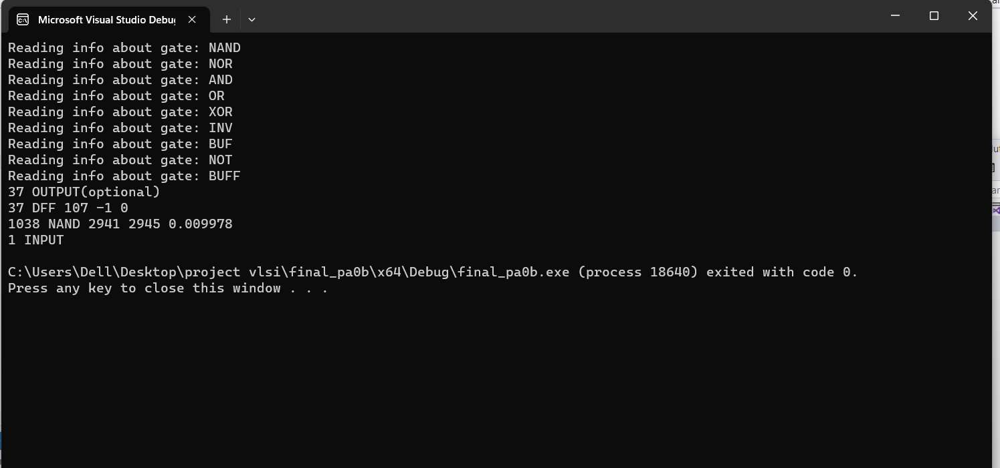 Microsoft Visual Studio Debug
Reading info about gate: NAND
Reading info about gate: NOR
Reading info about gate: AND
Reading info about gate: OR
Reading info about gate: XOR
Reading info about gate: INV
Reading info about gate: BUF
Reading info about gate: NOT
Reading info about gate: BUFF
37 OUTPUT(optional)
37 DFF 107 -1 0
1038 NAND 2941 2945 0.009978
1 INPUT
C:\Users\Dell\Desktop\project vlsi\final_pa0b\x64\Debug\final_pa0b.exe (process 18640) exited with code 0.
Press any key to close this window . . .